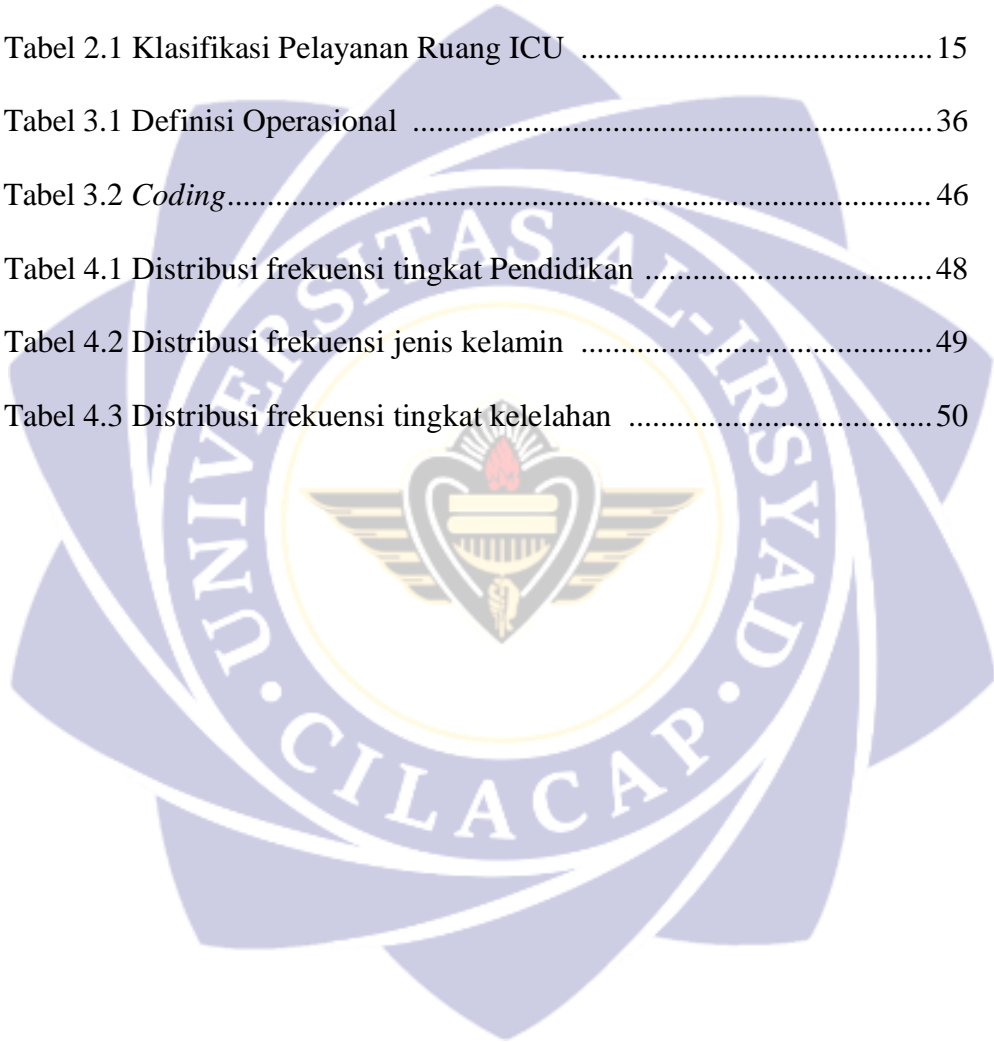 Tabel 2.1 Klasifikasi Pelayanan Ruang ICU ............................................ 15
Tabel 3.1 Definisi Operasional ................................................................. 36
Tabel 3.2 Coding........................................................................................ 46
Tabel 4.1 Distribusi frekuensi tingkat Pendidikan .................................... 48
Tabel 4.2 Distribusi frekuensi jenis kelamin ............................................ 49
Tabel 4.3 Distribusi frekuensi tingkat kelelahan ...................................... 50
UNIVERSITAS AL-IRSYAD
• CILACAP •